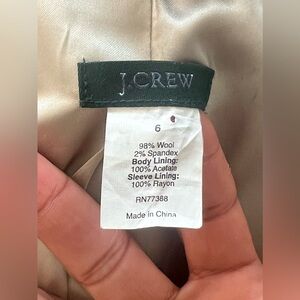 J.CREW
6
98% Wool
2% Spandex
Body Lining:
100% Acetate
Sleeve Lining:
100% Rayon
RN77388
Made in China